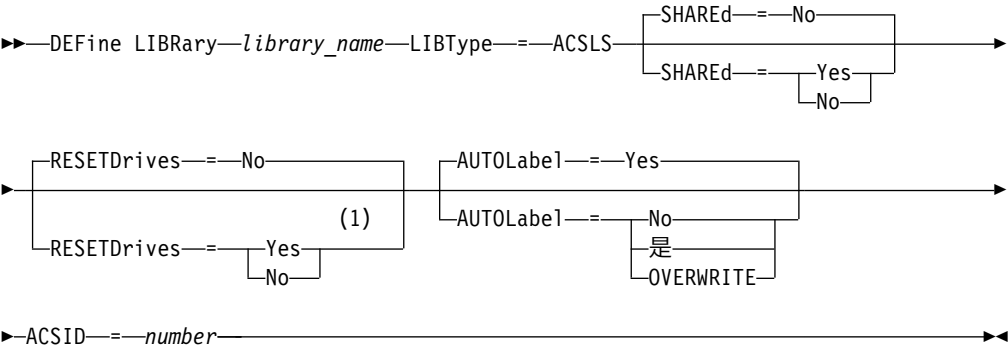 SHAREd = No
DEFine LIBRary library_name LIBType = ACSLS
SHAREd = Yes
No
RESETDrives = No
AUTOLabel = Yes
(1)
RESETDrives = Yes
No
AUTOLabel = No
是
OVERWRITE
ACSID = number